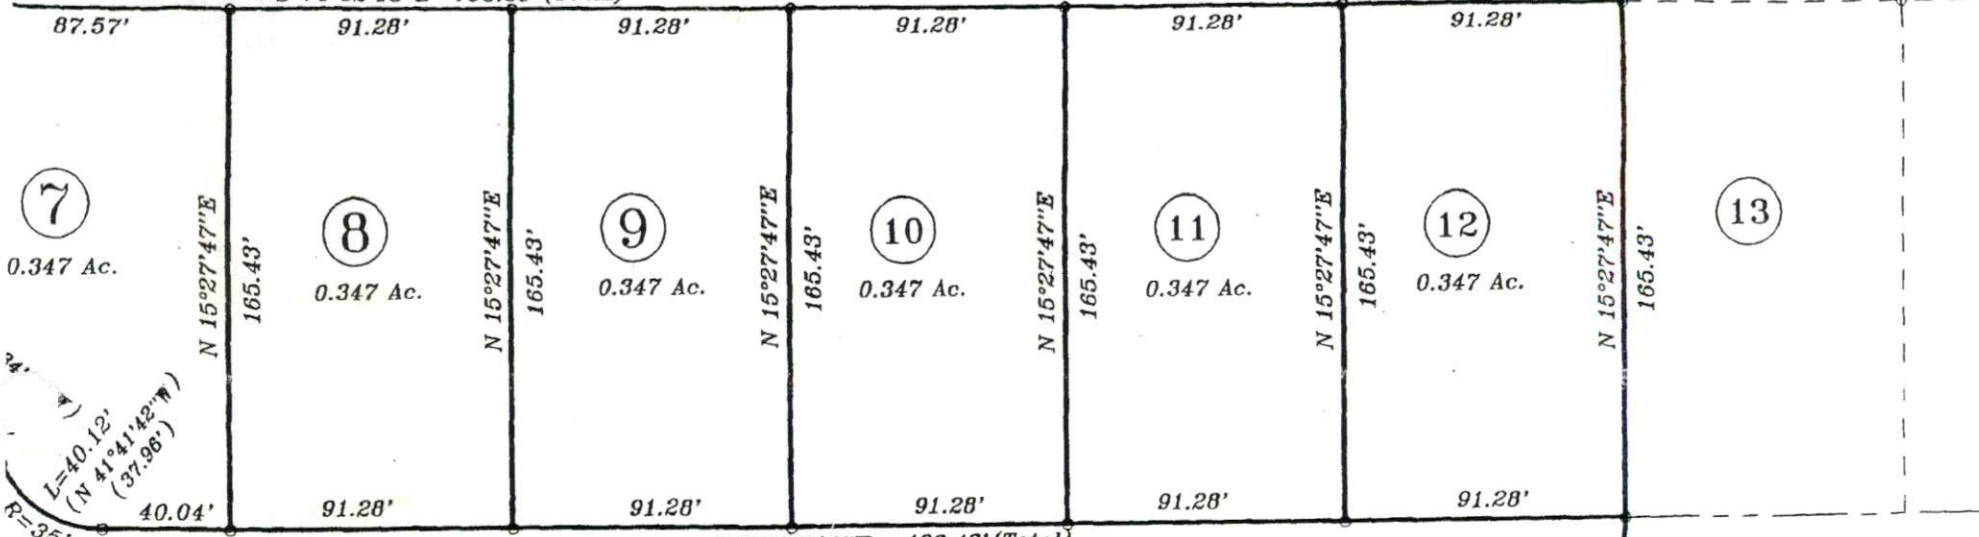 87.57'
91.28'
91.28'
91.28'
91.28'
91.28'
7
0.347 Ac.
N 15°27'47"E
165.43'
8
0.347 Ac.
N 15°27'47"E
165.43'
9
0.347 Ac.
N 15°27'47"E
165.43'
10
0.347 Ac.
N 15°27'47"E
165.43'
11
0.347 Ac.
N 15°27'47"E
165.43'
12
0.347 Ac.
N 15°27'47"E
165.43'
13
L=40.12'
(N 41°41'42"W)
(37.96')
R=35'
40.04'
91.28'
91.28'
91.28'
91.28'
91.28'
(Total)